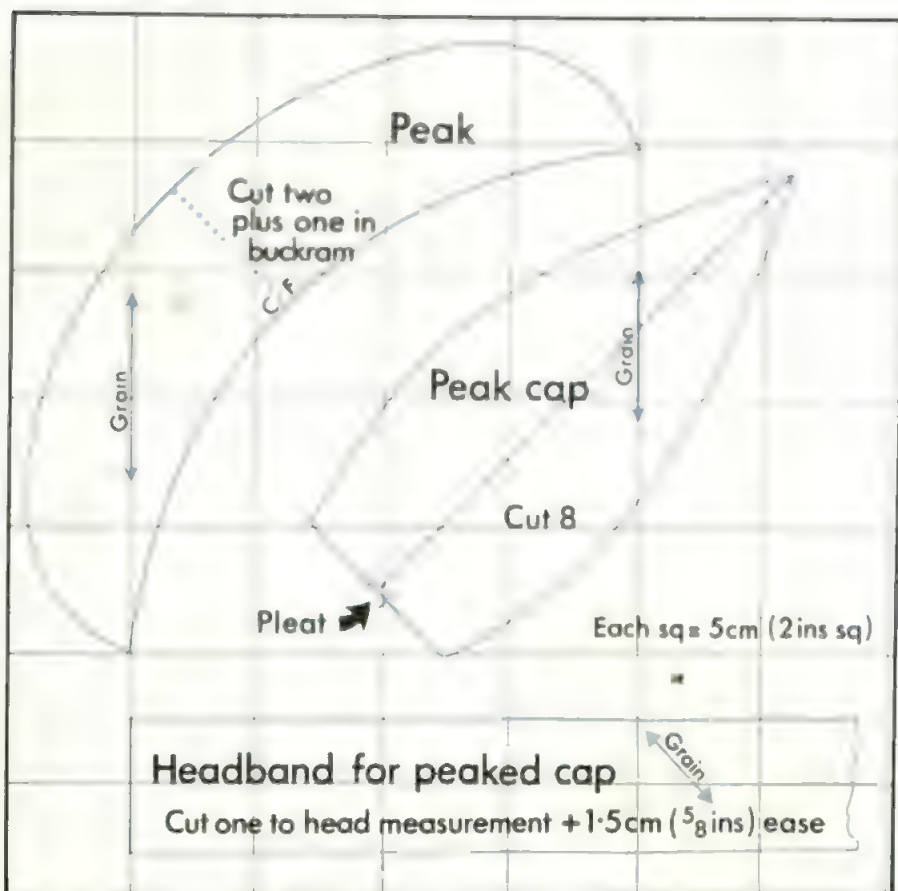 Peak
Cut two
plus one in
buckram
C F
Grain
Grain
Peak cap
Cut 8
Pleat
Each sq = 5cm (2ins sq)
Grain
Headband for peaked cap
Cut one to head measurement +1·5cm (5/8 ins) ease